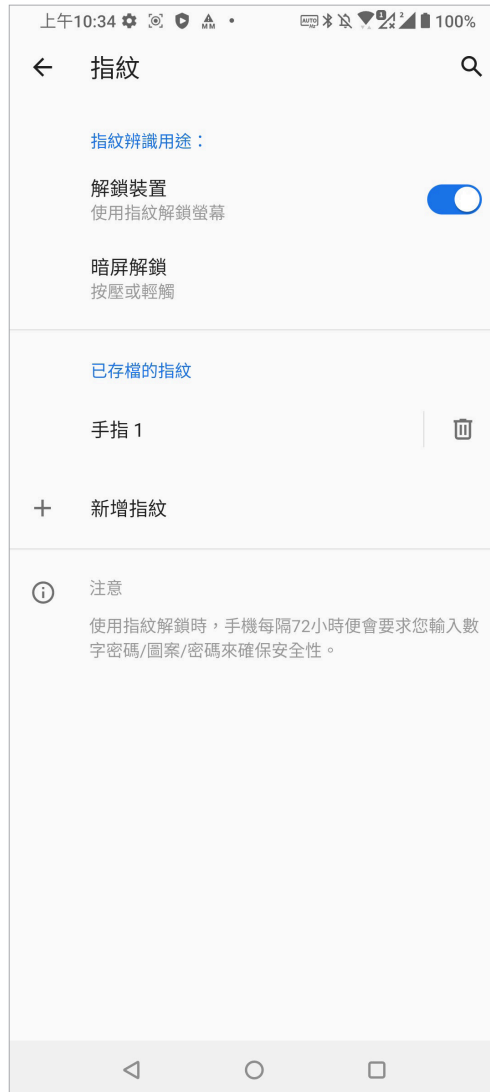 上午10:34 MM AUTO 1 2 100%
指紋
指紋辨識用途：
解鎖裝置
使用指紋解鎖螢幕
暗屏解鎖
按壓或輕觸
已存檔的指紋
手指 1
新增指紋
注意
使用指紋解鎖時，手機每隔72小時便會要求您輸入數
字密碼/圖案/密碼來確保安全性。